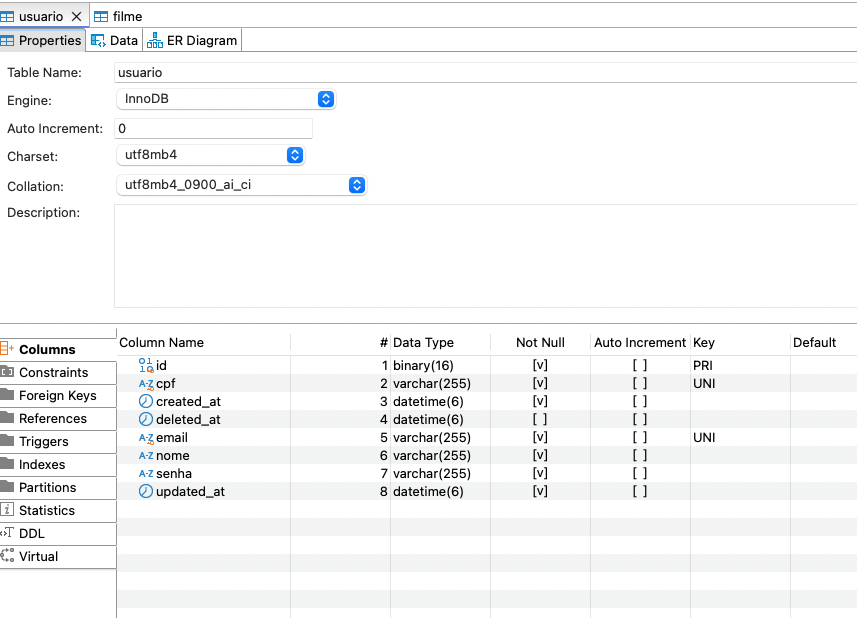 usuario filme
Properties Data ER Diagram
Table Name: usuario
Engine: InnoDB
Auto Increment: 0
Charset: utf8mb4
Collation: utf8mb4_0900_ai_ci
Description:
Columns
Constraints
Foreign Keys
References
Triggers
Indexes
Partitions
Statistics
DDL
Virtual
Column Name # Data Type Not Null Auto Increment Key Default
id 1 binary(16) [v] [ ] PRI
cpf 2 varchar(255) [v] [ ] UNI
created_at 3 datetime(6) [v] [ ]
deleted_at 4 datetime(6) [ ] [ ]
email 5 varchar(255) [v] [ ] UNI
nome 6 varchar(255) [v] [ ]
senha 7 varchar(255) [v] [ ]
updated_at 8 datetime(6) [v] [ ]